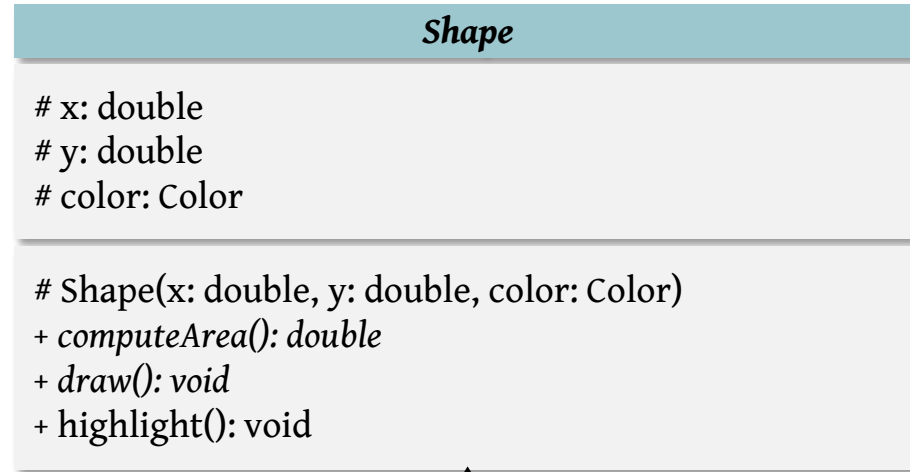 Shape
# x: double
# y: double
# color: Color
# Shape(x: double, y: double, color: Color)
+ computeArea(): double
+ draw(): void
+ highlight(): void